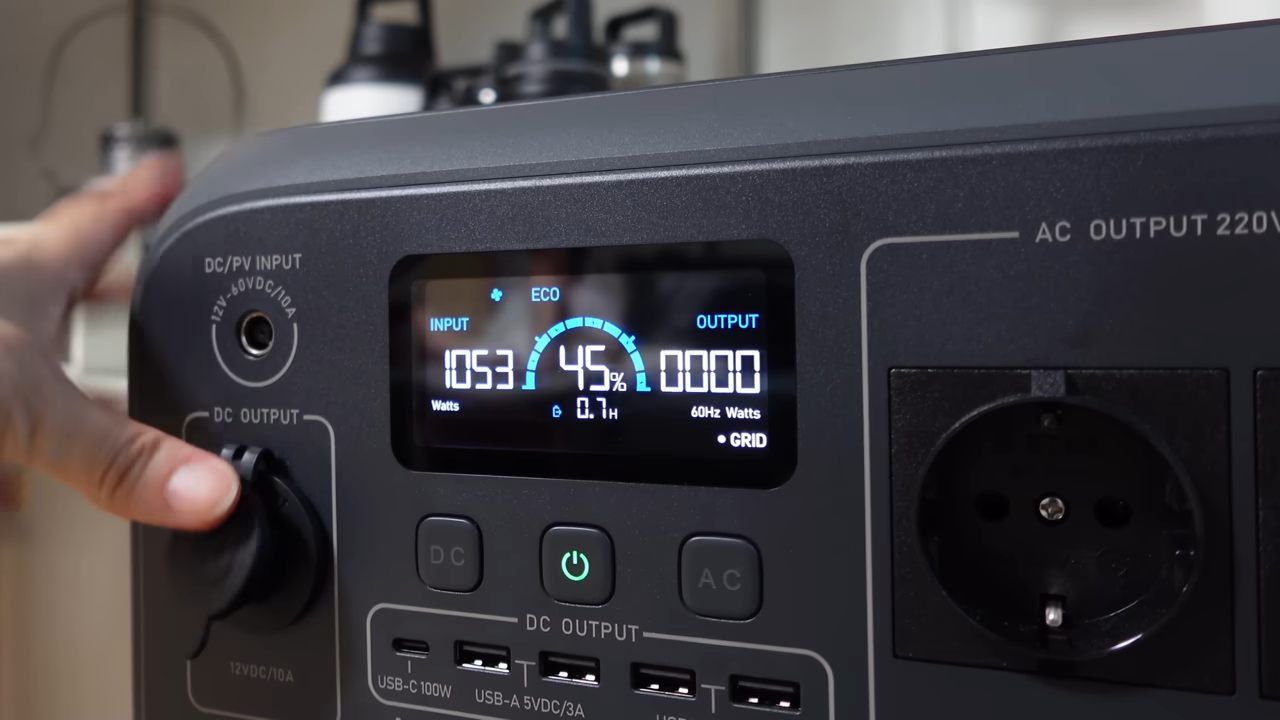 AC OUTPUT 220V
DC/PV INPUT
12V-60VDC/10A
ECO
INPUT
OUTPUT
1053
45%
0000
Watts
0.7H
60Hz Watts
GRID
DC OUTPUT
12VDC/10A
DC
AC
DC OUTPUT
USB-C 100W
USB-A 5VDC/3A